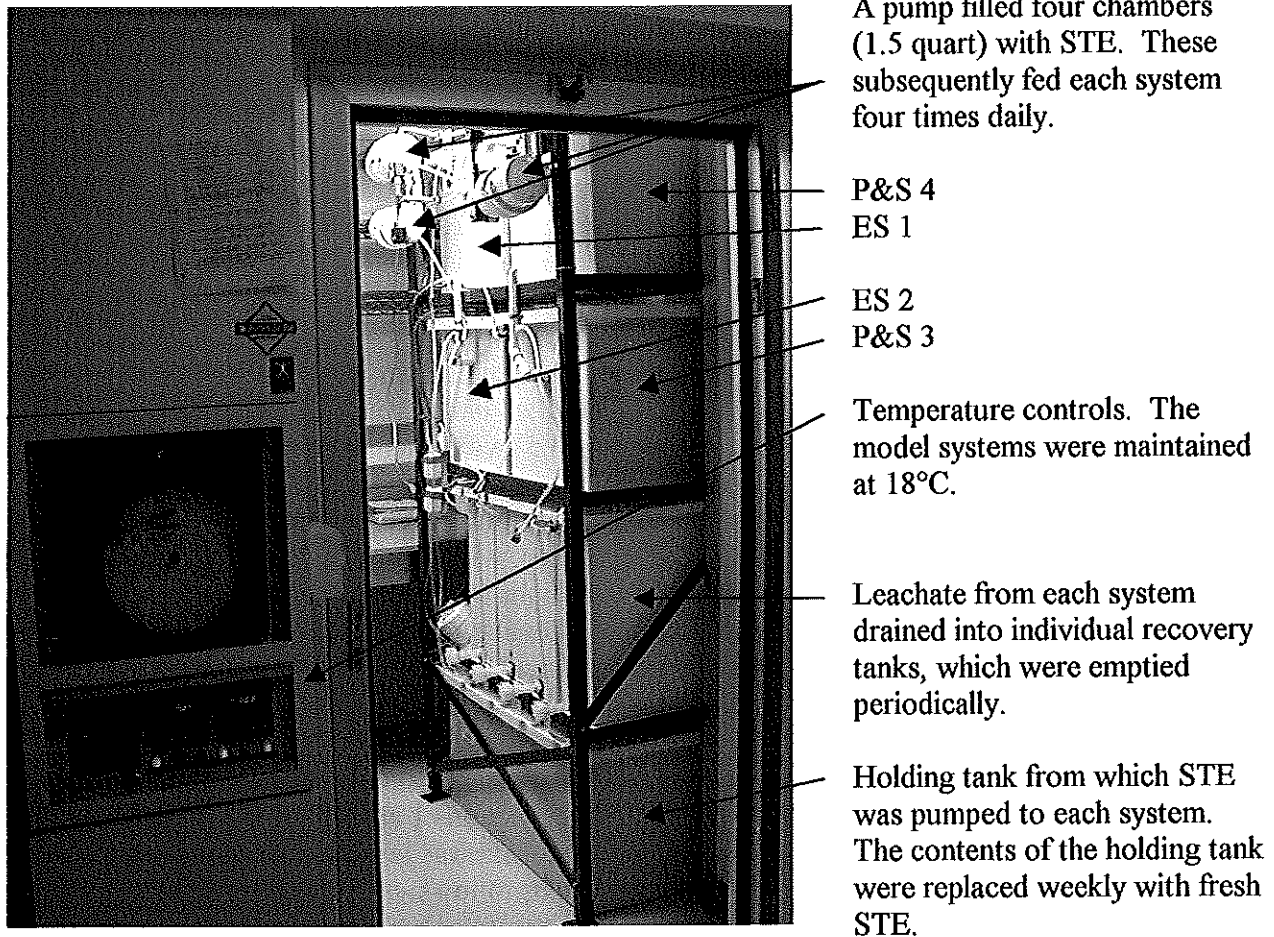 A pump filled four chambers
(1.5 quart) with STE. These
subsequently fed each system
four times daily.
P&S 4
ES 1
ES 2
P&S 3
Temperature controls. The
model systems were maintained
at 18°C.
Leachate from each system
drained into individual recovery
tanks, which were emptied
periodically.
Holding tank from which STE
was pumped to each system.
The contents of the holding tank
were replaced weekly with fresh
STE.